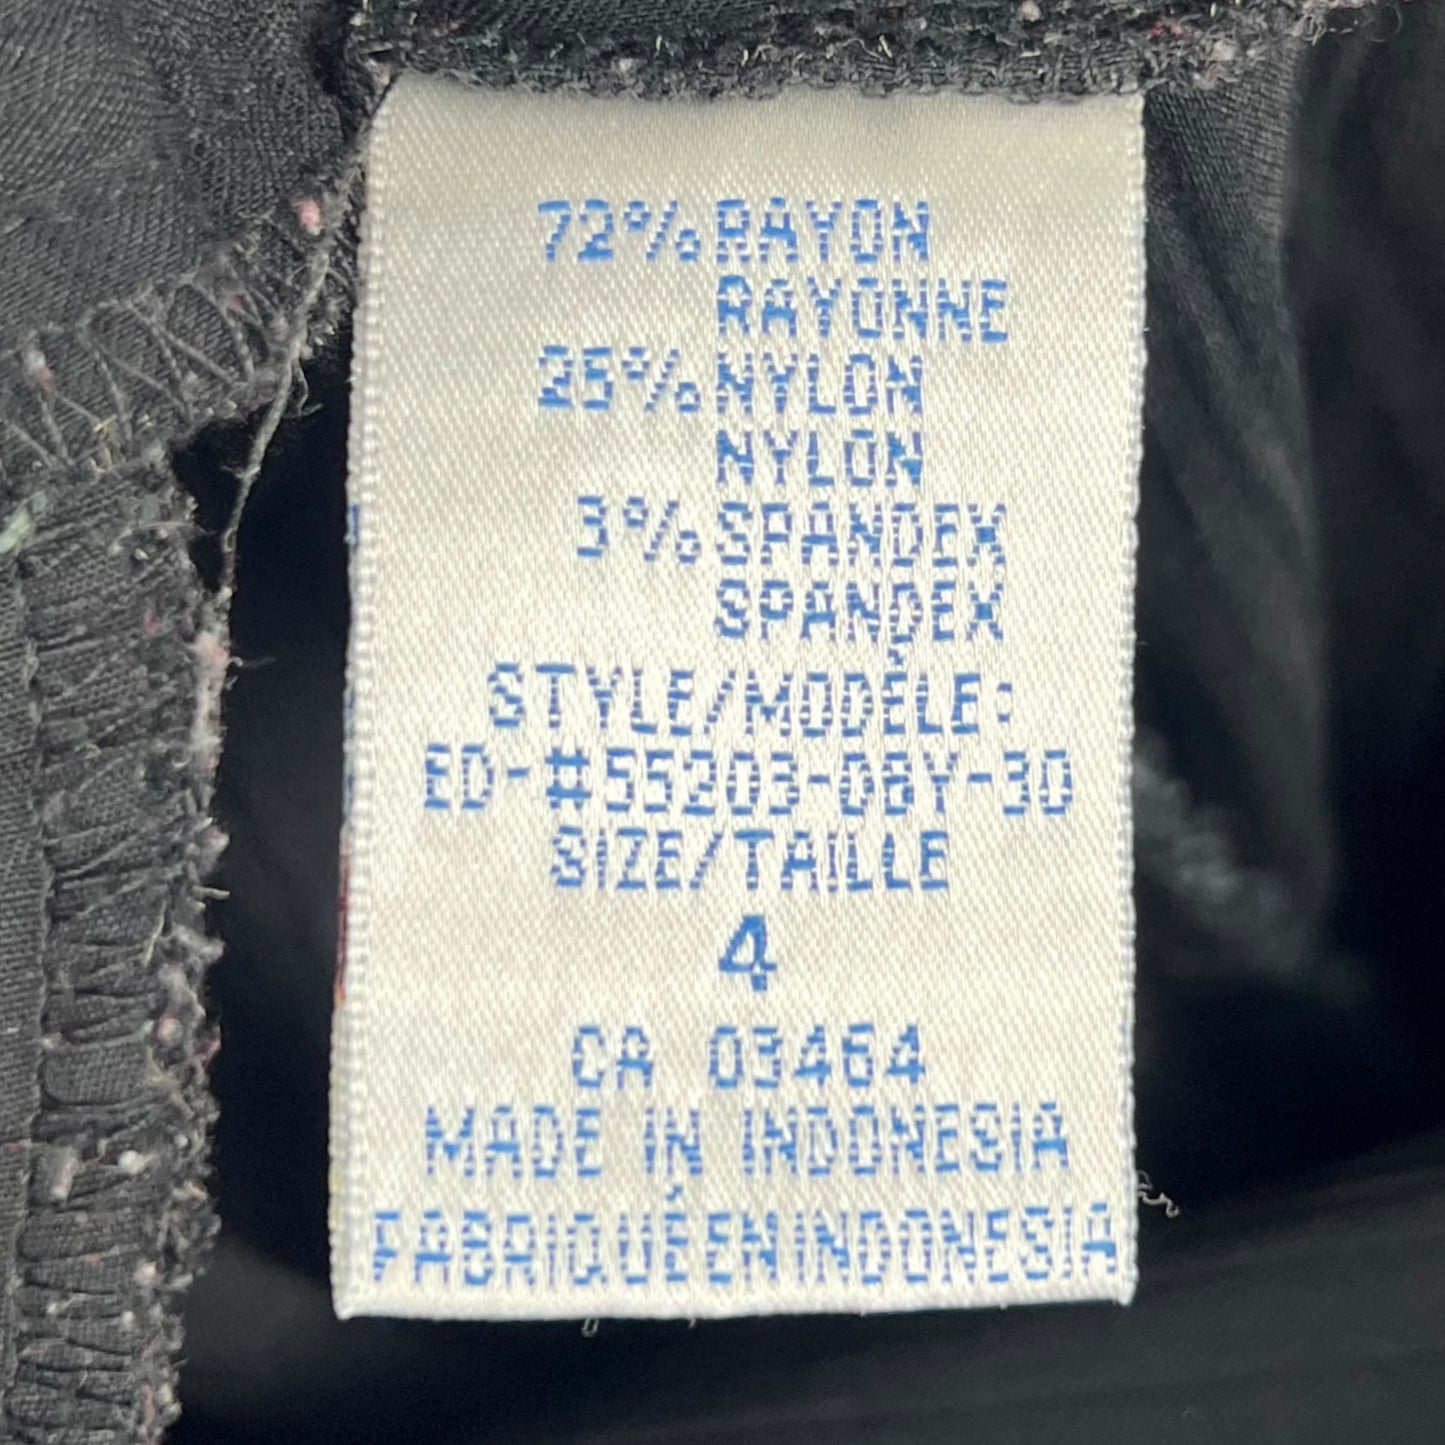 72% RAYON
RAYONNE
25% NYLON
NYLON
3% SPANDEX
SPANDEX
STYLE/MODÉLE:
ED-#55203-08Y-30
SIZE/TAILLE
4
CA 03464
MADE IN INDONESIA
FABRIQUÉ EN INDONESIA